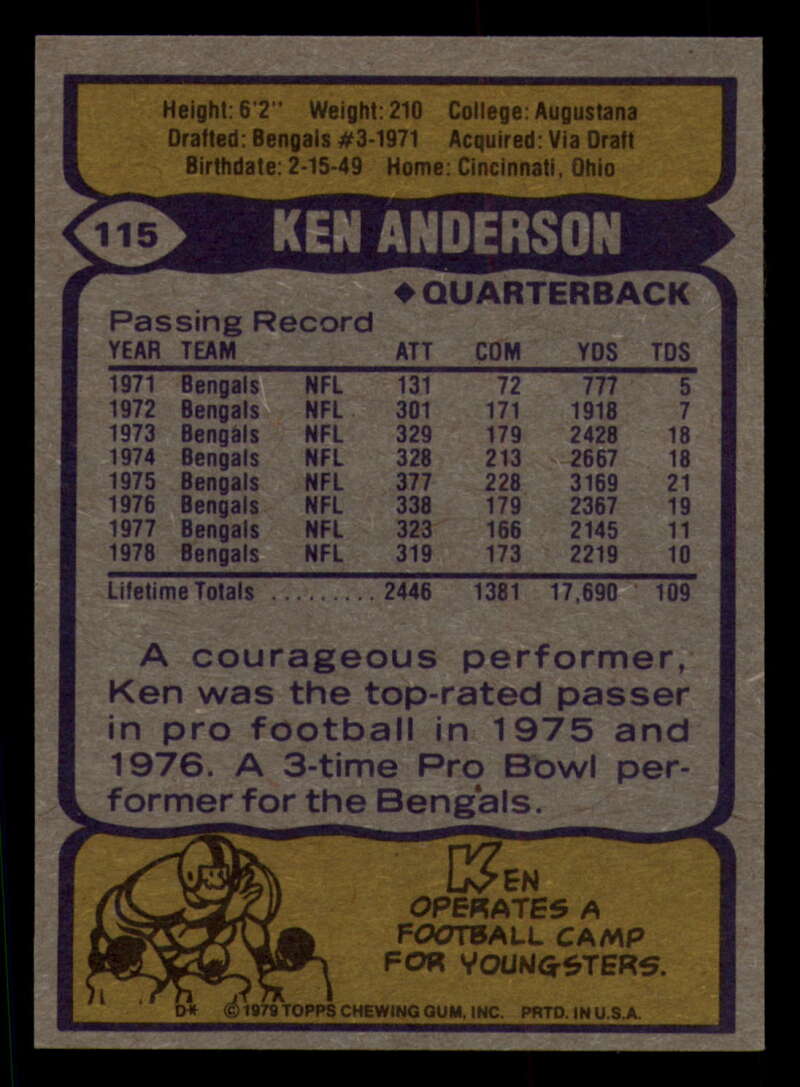 Height: 6'2" Weight: 210 College: Augustana
Drafted: Bengals #3-1971 Acquired: Via Draft
Birthdate: 2-15-49 Home: Cincinnati, Ohio
115 KEN ANDERSON
◆ QUARTERBACK
Passing Record
YEAR TEAM ATT COM YDS TDS
1971 Bengals NFL 131 72 777 5
1972 Bengals NFL 301 171 1918 7
1973 Bengals NFL 329 179 2428 18
1974 Bengals NFL 328 213 2667 18
1975 Bengals NFL 377 228 3169 21
1976 Bengals NFL 338 179 2367 19
1977 Bengals NFL 323 166 2145 11
1978 Bengals NFL 319 173 2219 10
Lifetime Totals ......... 2446 1381 17,690 109
A courageous performer,
Ken was the top-rated passer
in pro football in 1975 and
1976. A 3-time Pro Bowl per-
former for the Bengals.
KEN
OPERATES A
FOOTBALL CAMP
FOR YOUNGSTERS.
D* © 1979 TOPPS CHEWING GUM, INC. PRTD. IN U.S.A.